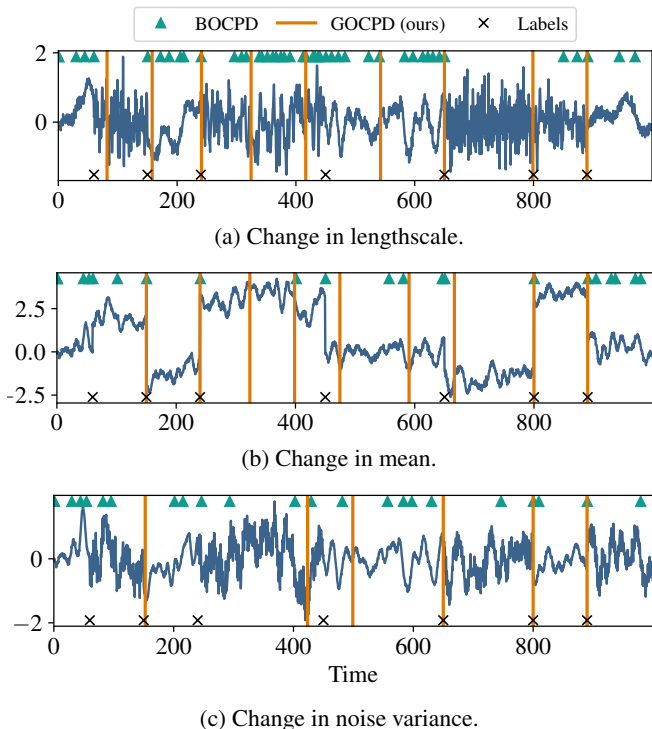 BOCPD GOCPD (ours) Labels
2
0
0 200 400 600 800
(a) Change in lengthscale.
2.5
0.0
-2.5
0 200 400 600 800
(b) Change in mean.
0
−2
0 200 400 600 800
Time
(c) Change in noise variance.